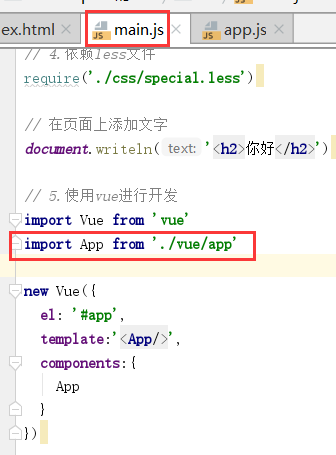 ex.html main.js app.js
// 4.依赖less文件
require('./css/special.less')
// 在页面上添加文字
document.writeln( text: '<h2>你好</h2>')
// 5.使用vue进行开发
import Vue from 'vue'
import App from './vue/app'
new Vue({
el: '#app',
template:'<App/>',
components:{
App
}
})